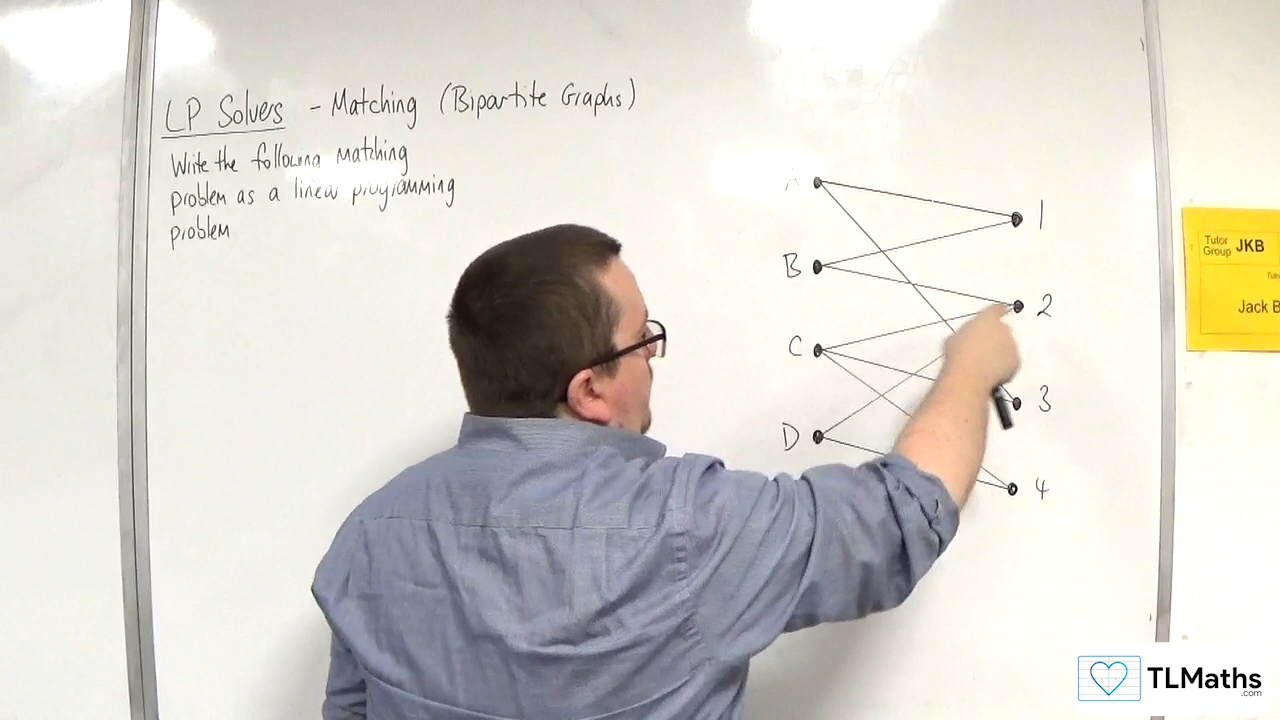 LP Solvers - Matching (Bipartite Graphs)
Write the following matching
problem as a linear programming
problem
A
1
B
2
C
3
D
4
Tutor
Group JKB
Jack B
TLMaths
.com